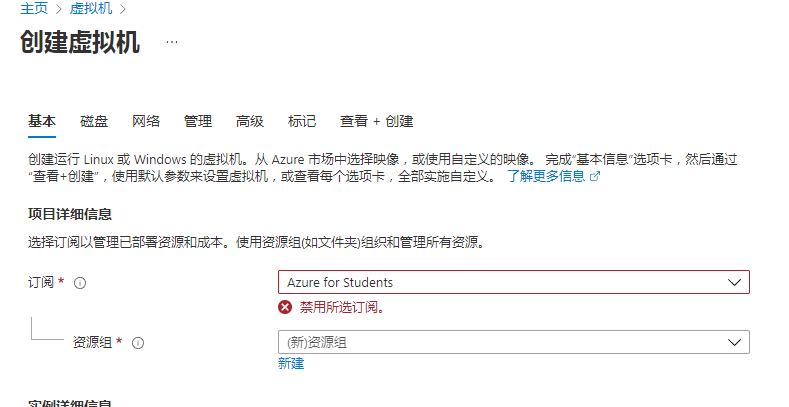 主页 > 虚拟机 >
创建虚拟机 ...
基本 磁盘 网络 管理 高级 标记 查看 + 创建
创建运行 Linux 或 Windows 的虚拟机。从 Azure 市场中选择映像，或使用自定义的映像。 完成“基本信息”选项卡，然后通过
“查看+创建”，使用默认参数来设置虚拟机，或查看每个选项卡，全部实施自定义。 了解更多信息
项目详细信息
选择订阅以管理已部署资源和成本。使用资源组(如文件夹)组织和管理所有资源。
订阅 * Azure for Students
禁用所选订阅。
资源组 * (新)资源组
新建
实例详细信息